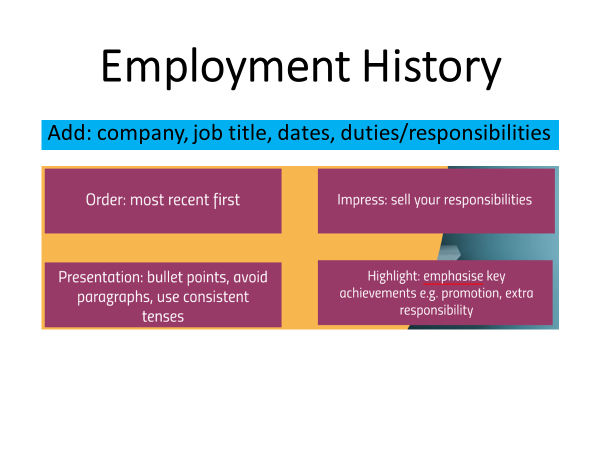 Employment History
Add: company, job title, dates, duties/responsibilities
Order: most recent first
Impress: sell your responsibilities
Presentation: bullet points, avoid
paragraphs, use consistent
tenses
Highlight: emphasise key
achievements e.g. promotion, extra
responsibility